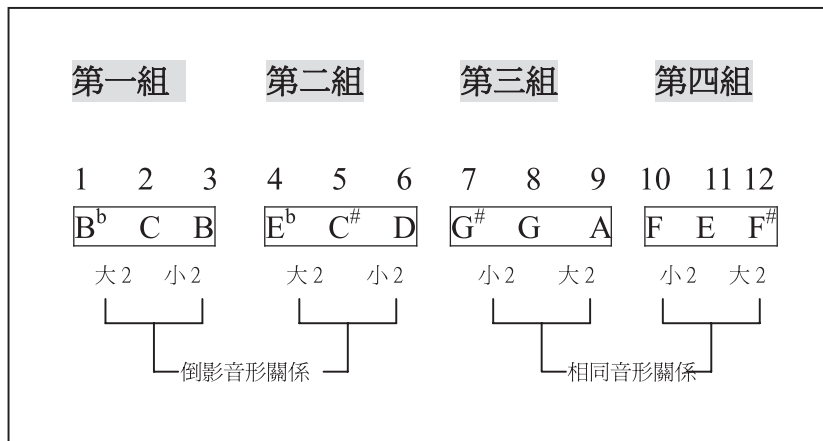 第一組 第二組 第三組 第四組
1 2 3 4 5 6 7 8 9 10 11 12
Bb C B Eb C# D G# G A F E F#
大 2 小 2 大 2 小 2 小 2 大 2 小 2 大 2
倒影音形關係 相同音形關係